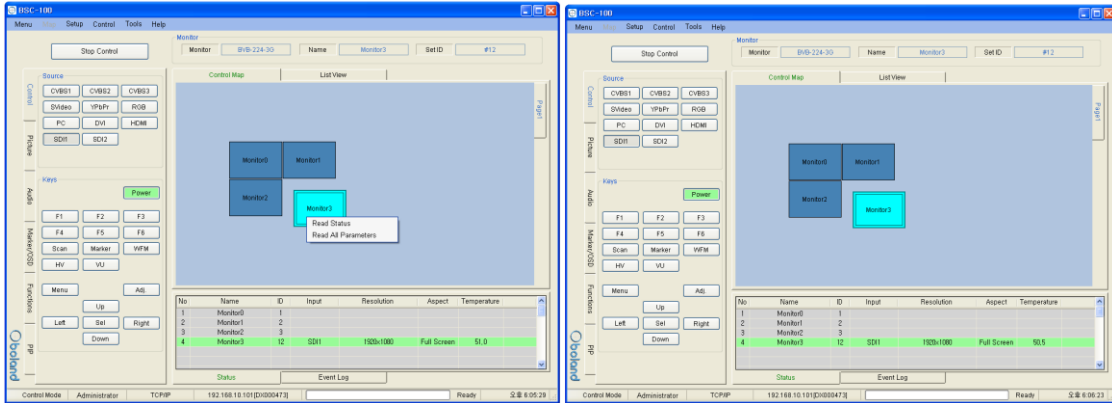 BSC-100
Menu Setup Control Tools Help
Stop Control
Monitor
Monitor BVB-224-3G Name Monitor3 Set ID #12
Control
Picture
Audio
Marker/OSD
Functions
PIP
boland
Source
CVBS1 CVBS2 CVBS3
SVideo YPbPr RGB
PC DVI HDMI
SDI1 SDI2
Keys
Power
F1 F2 F3
F4 F5 F6
Scan Marker WFM
HV VU
Menu Adj.
Up
Left Sel Right
Down
Control Map List View
Page1
Monitor0 Monitor1
Monitor2 Monitor3
Read Status
Read All Parameters
No Name ID Input Resolution Aspect Temperature
1 Monitor0 1
2 Monitor1 2
3 Monitor2 3
4 Monitor3 12 SDI1 1920x1080 Full Screen 51,0
Status Event Log
Control Mode Administrator TCP/IP 192.168.10.101[DX000473] Ready 오후 6:05:29
BSC-100
Menu Setup Control Tools Help
Stop Control
Monitor
Monitor BVB-224-3G Name Monitor3 Set ID #12
Control
Picture
Audio
Marker/OSD
Functions
PIP
boland
Source
CVBS1 CVBS2 CVBS3
SVideo YPbPr RGB
PC DVI HDMI
SDI1 SDI2
Keys
Power
F1 F2 F3
F4 F5 F6
Scan Marker WFM
HV VU
Menu Adj.
Up
Left Sel Right
Down
Control Map List View
Page1
Monitor0 Monitor1
Monitor2 Monitor3
No Name ID Input Resolution Aspect Temperature
1 Monitor0 1
2 Monitor1 2
3 Monitor2 3
4 Monitor3 12 SDI1 1920x1080 Full Screen 50,5
Status Event Log
Control Mode Administrator TCP/IP 192.168.10.101[DX000473] Ready 오후 6:06:23